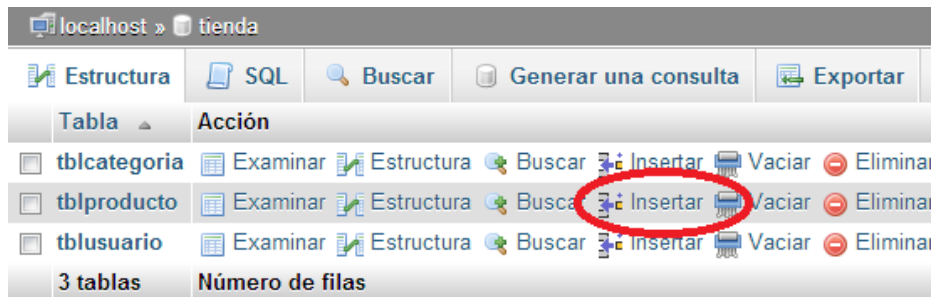 localhost » tienda
Estructura SQL Buscar Generar una consulta Exportar
Tabla Acción
tblcategoria Examinar Estructura Buscar Insertar Vaciar Eliminar
tblproducto Examinar Estructura Buscar Insertar Vaciar Eliminar
tblusuario Examinar Estructura Buscar Insertar Vaciar Eliminar
3 tablas Número de filas